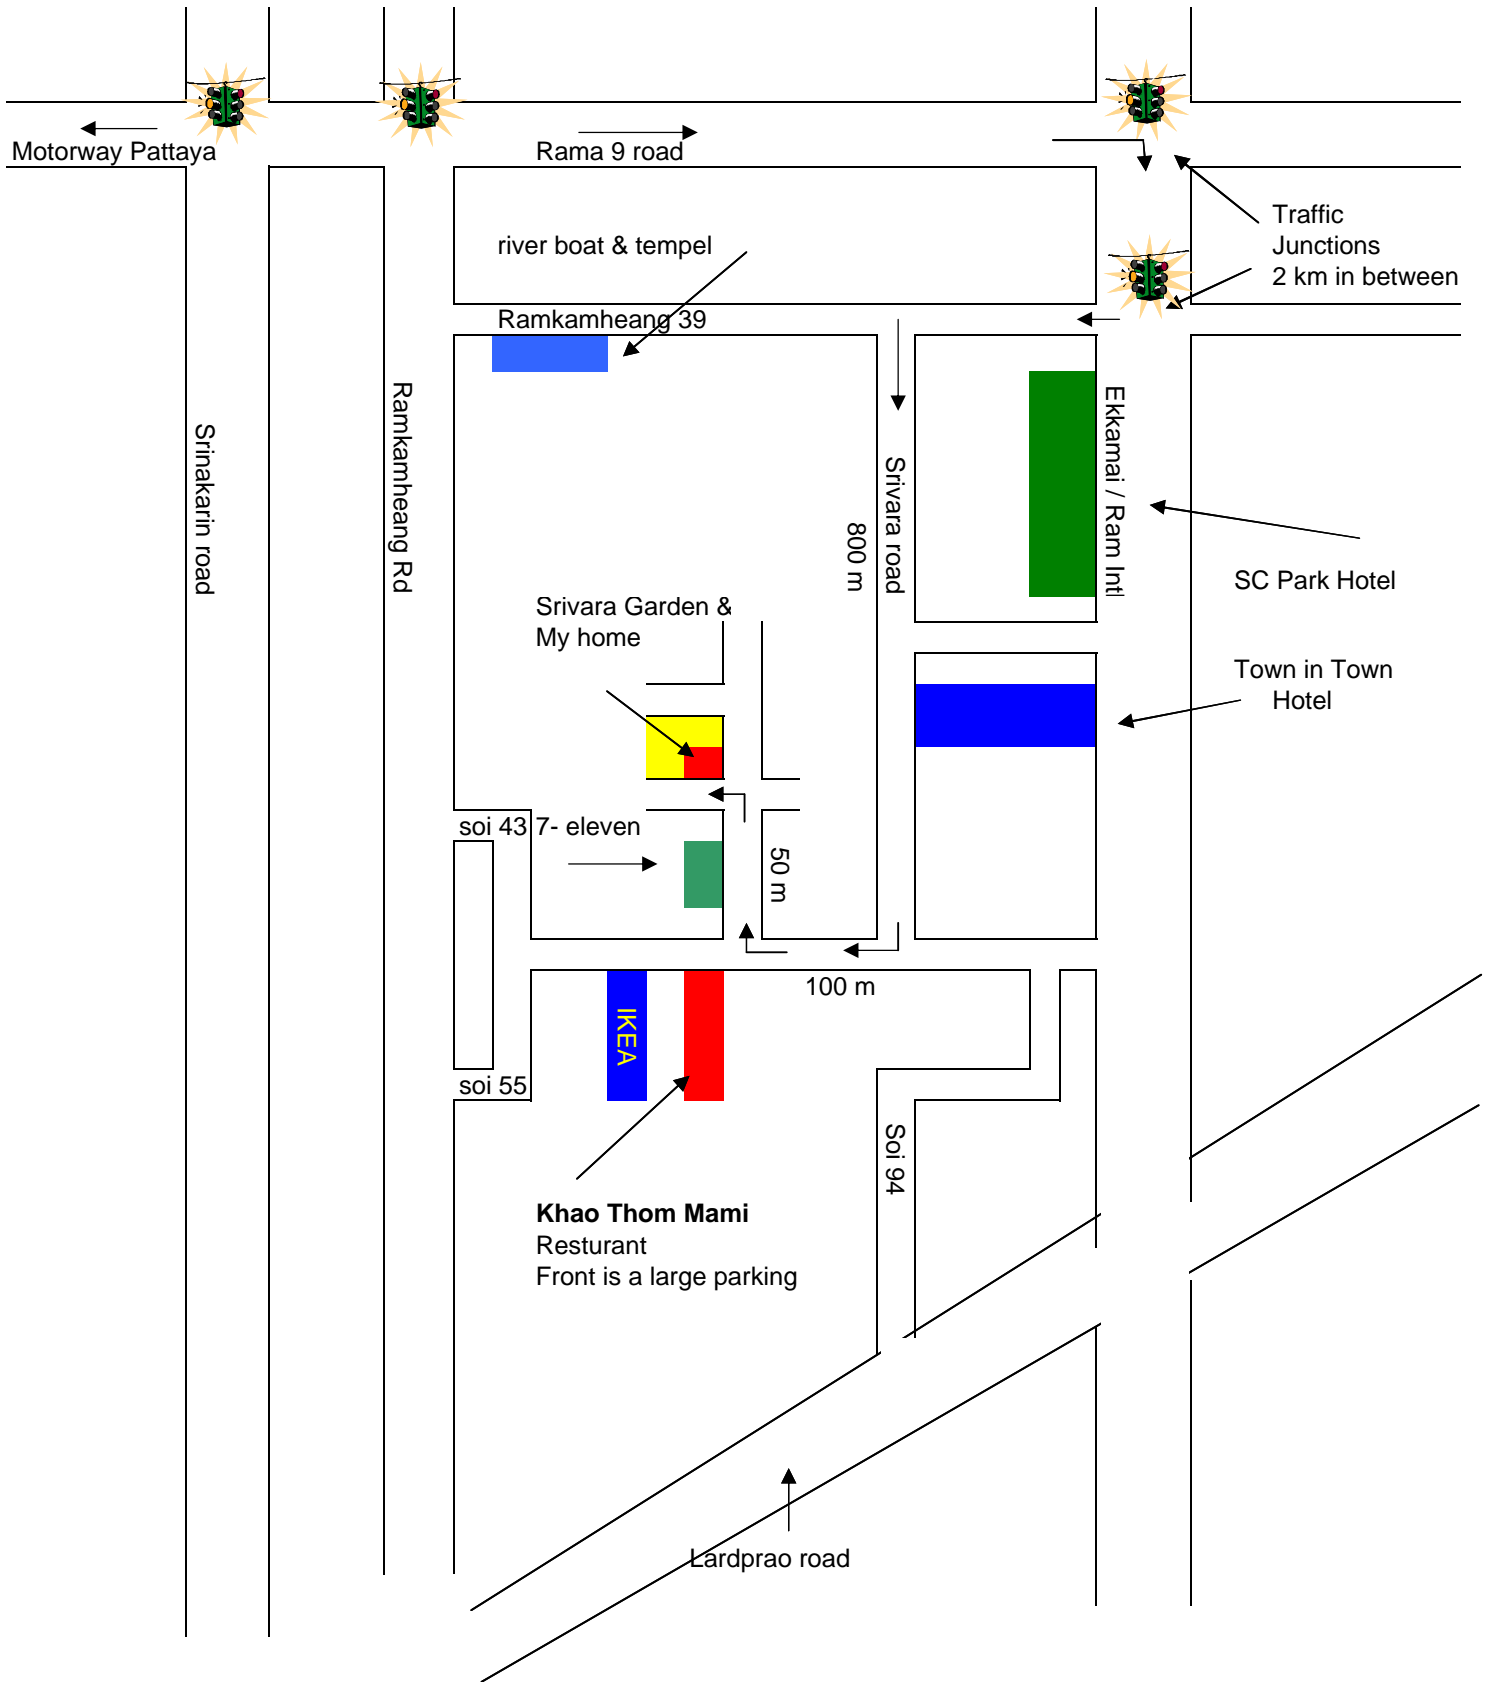 Motorway Pattaya
Rama 9 road
Traffic
Junctions
2 km in between
river boat & tempel
Ramkamheang 39
Srinakarin road
Ramkamheang Rd
800 m
Srivara road
Ekkamai / Ram Intl
SC Park Hotel
Srivara Garden &
My home
Town in Town
Hotel
soi 43
7- eleven
50 m
100 m
IKEA
soi 55
Soi 94
Khao Thom Mami
Resturant
Front is a large parking
Lardprao road